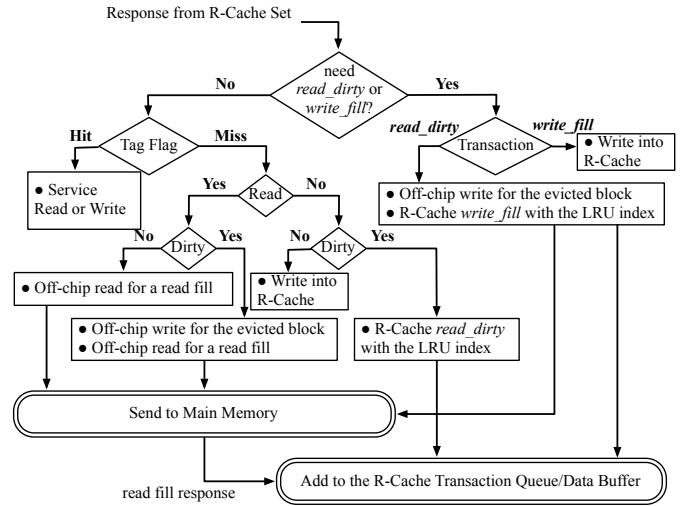 Response from R-Cache Set
need
read_dirty or
write_fill?
No
Yes
Hit
Tag Flag
Miss
read_dirty
Transaction
write_fill
● Write into
R-Cache
● Service
Read or Write
Yes
Read
No
● Off-chip write for the evicted block
● R-Cache write_fill with the LRU index
No
Dirty
Yes
No
Dirty
Yes
● Off-chip read for a read fill
● Write into
R-Cache
● Off-chip write for the evicted block
● Off-chip read for a read fill
● R-Cache read_dirty
with the LRU index
Send to Main Memory
read fill response
Add to the R-Cache Transaction Queue/Data Buffer